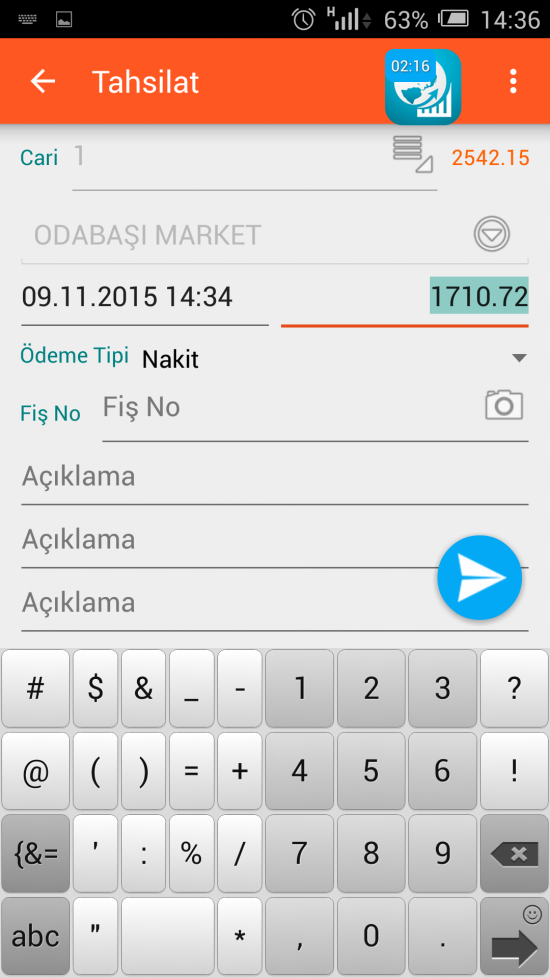 H 63% 14:36
Tahsilat 02:16
Cari 1 2542.15
ODABAŞI MARKET
09.11.2015 14:34 1710.72
Ödeme Tipi Nakit
Fiş No Fiş No
Açıklama
Açıklama
Açıklama
# $ & _ - 1 2 3 ?
@ ( ) = + 4 5 6 !
{&= ' : % / 7 8 9
abc " * , 0 .